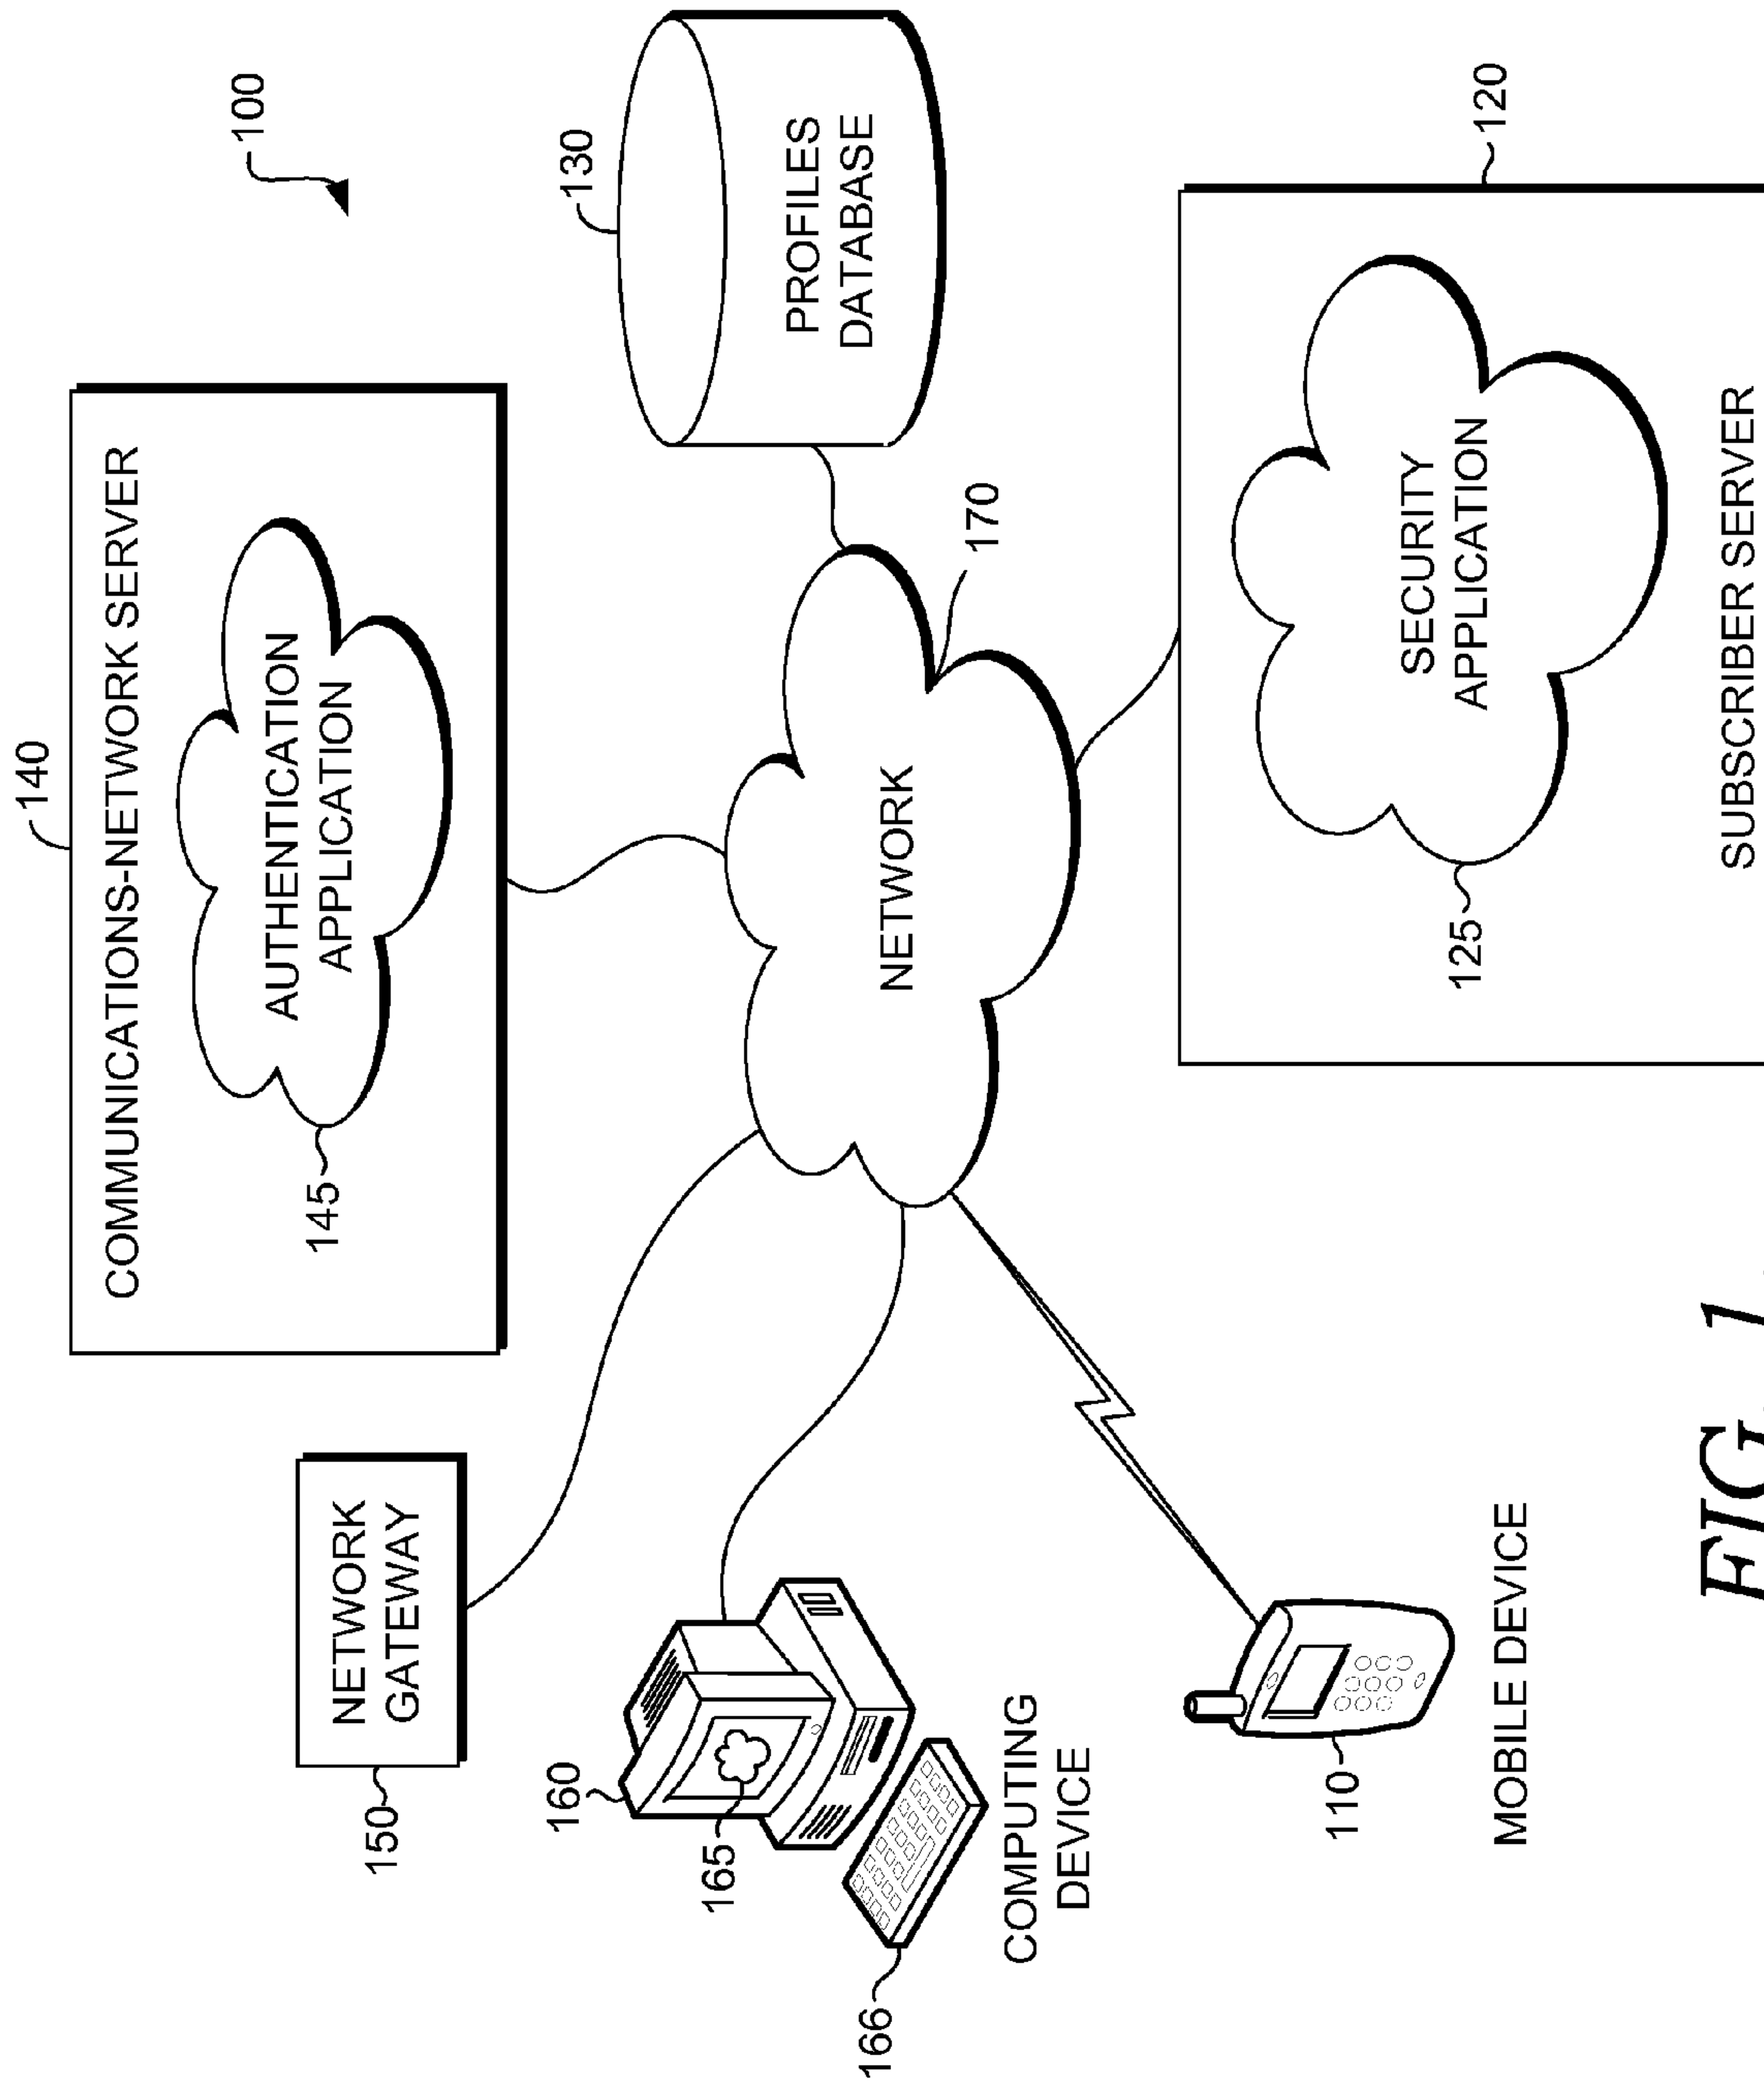 100
140
COMMUNICATIONS-NETWORK SERVER
AUTHENTICATION
APPLICATION
145
NETWORK
GATEWAY
150
130
PROFILES
DATABASE
160
165
166
COMPUTING
DEVICE
NETWORK
170
110
MOBILE DEVICE
120
SECURITY
APPLICATION
125
SUBSCRIBER SERVER
FIG. 1.